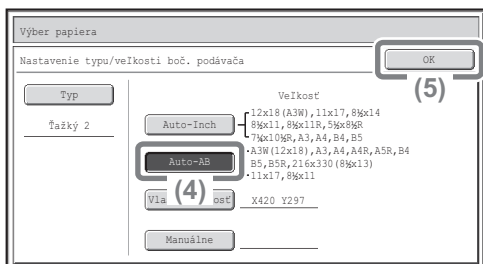 Výber papiera
Nastavenie typu/veľkosti boč. podávača
OK
(5)
Typ
Ťažký 2
Veľkosť
Auto-Inch
12x18(A3W),11x17,8½x14
8½x11,8½x11R,5½x8½R
7¼x10½R,A3,A4,B4,B5
Auto-AB
(4)
·A3W(12x18),A3,A4,A4R,A5R,B4
B5,B5R,216x330(8½x13)
·11x17,8½x11
X420 Y297
Manuálne